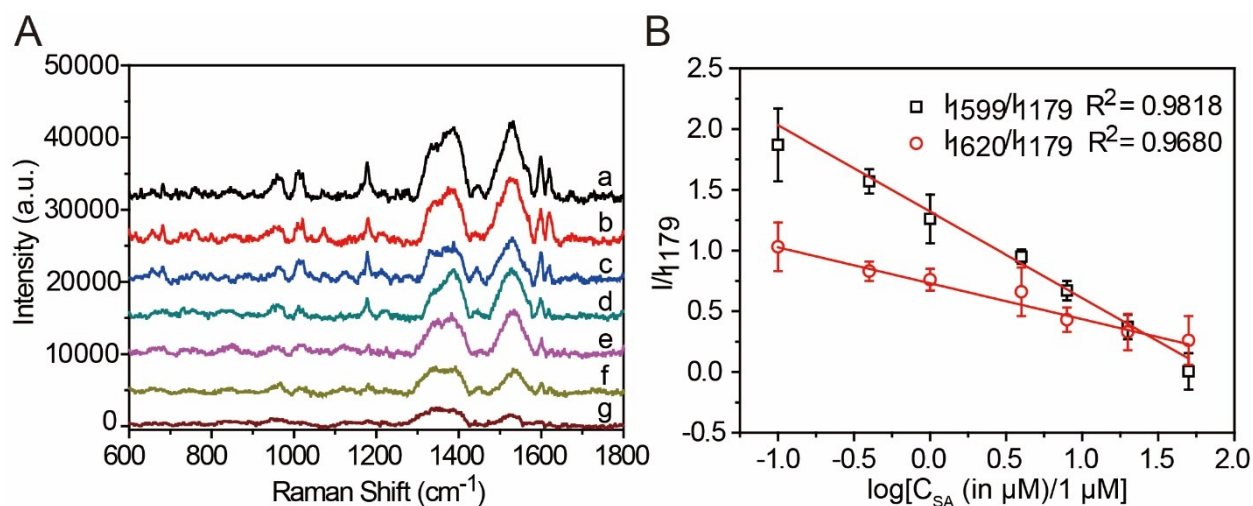 A
50000
40000
30000
20000
10000
0
Intensity (a.u.)
a
b
c
d
e
f
g
600 800 1000 1200 1400 1600 1800
Raman Shift (cm⁻¹)
B
2.5
2.0
1.5
1.0
0.5
0.0
-0.5
I/I₁₁₇₉
I₁₅₉₉/I₁₁₇₉ R² = 0.9818
I₁₆₂₀/I₁₁₇₉ R² = 0.9680
-1.0 -0.5 0.0 0.5 1.0 1.5 2.0
log[C_SA (in µM)/1 µM]